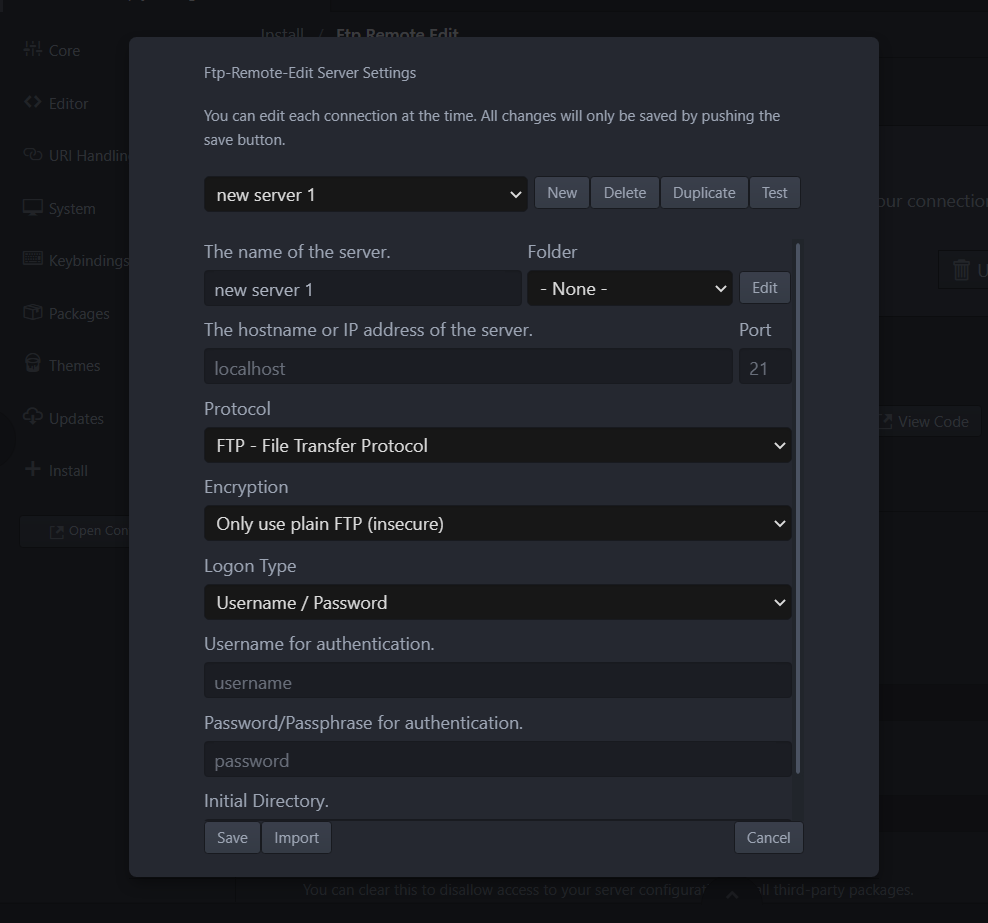 Install / Ftp Remote Edit
Core
Editor
URI Handling
System
Keybindings
Packages
Themes
Updates
Install
Open Con
Ftp-Remote-Edit Server Settings
You can edit each connection at the time. All changes will only be saved by pushing the
save button.
new server 1 New Delete Duplicate Test
The name of the server. Folder
new server 1 - None - Edit
The hostname or IP address of the server. Port
localhost 21
Protocol
FTP - File Transfer Protocol
Encryption
Only use plain FTP (insecure)
Logon Type
Username / Password
Username for authentication.
username
Password/Passphrase for authentication.
password
Initial Directory.
Save Import Cancel
our connection
U
View Code
You can clear this to disallow access to your server configurat ll third-party packages.